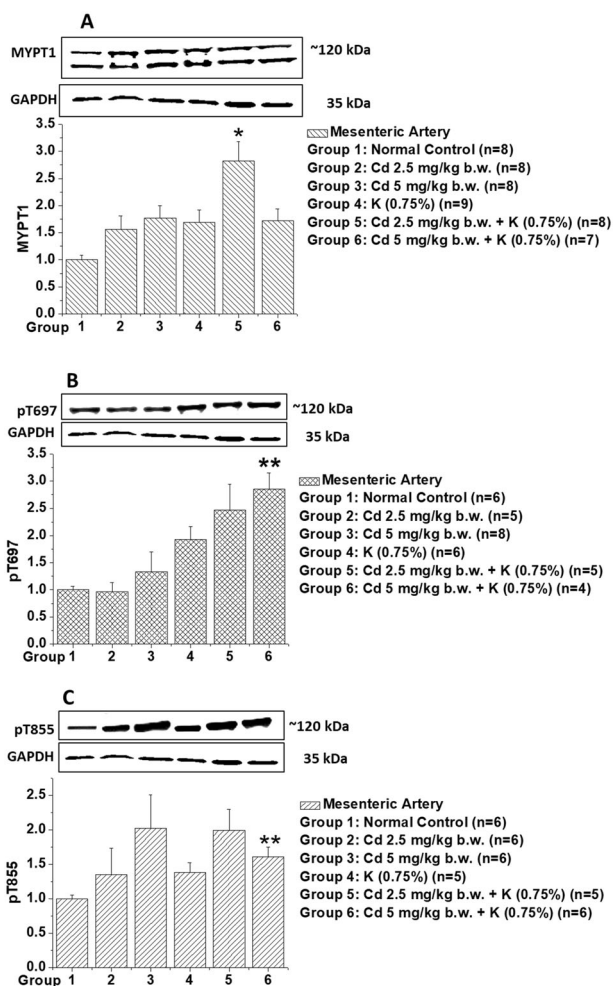 A
MYPT1
~120 kDa
GAPDH
35 kDa
3.5
3.0
2.5
2.0
1.5
1.0
0.5
0.0
MYPT1
*
Group 1 2 3 4 5 6
Mesenteric Artery
Group 1: Normal Control (n=8)
Group 2: Cd 2.5 mg/kg b.w. (n=8)
Group 3: Cd 5 mg/kg b.w. (n=8)
Group 4: K (0.75%) (n=9)
Group 5: Cd 2.5 mg/kg b.w. + K (0.75%) (n=8)
Group 6: Cd 5 mg/kg b.w. + K (0.75%) (n=7)
B
pT697
~120 kDa
GAPDH
35 kDa
3.5
3.0
2.5
2.0
1.5
1.0
0.5
0.0
pT697
**
Group 1 2 3 4 5 6
Mesenteric Artery
Group 1: Normal Control (n=6)
Group 2: Cd 2.5 mg/kg b.w. (n=5)
Group 3: Cd 5 mg/kg b.w. (n=8)
Group 4: K (0.75%) (n=6)
Group 5: Cd 2.5 mg/kg b.w. + K (0.75%) (n=5)
Group 6: Cd 5 mg/kg b.w. + K (0.75%) (n=4)
C
pT855
~120 kDa
GAPDH
35 kDa
2.5
2.0
1.5
1.0
0.5
0.0
pT855
**
Group 1 2 3 4 5 6
Mesenteric Artery
Group 1: Normal Control (n=6)
Group 2: Cd 2.5 mg/kg b.w. (n=6)
Group 3: Cd 5 mg/kg b.w. (n=6)
Group 4: K (0.75%) (n=5)
Group 5: Cd 2.5 mg/kg b.w. + K (0.75%) (n=5)
Group 6: Cd 5 mg/kg b.w. + K (0.75%) (n=6)